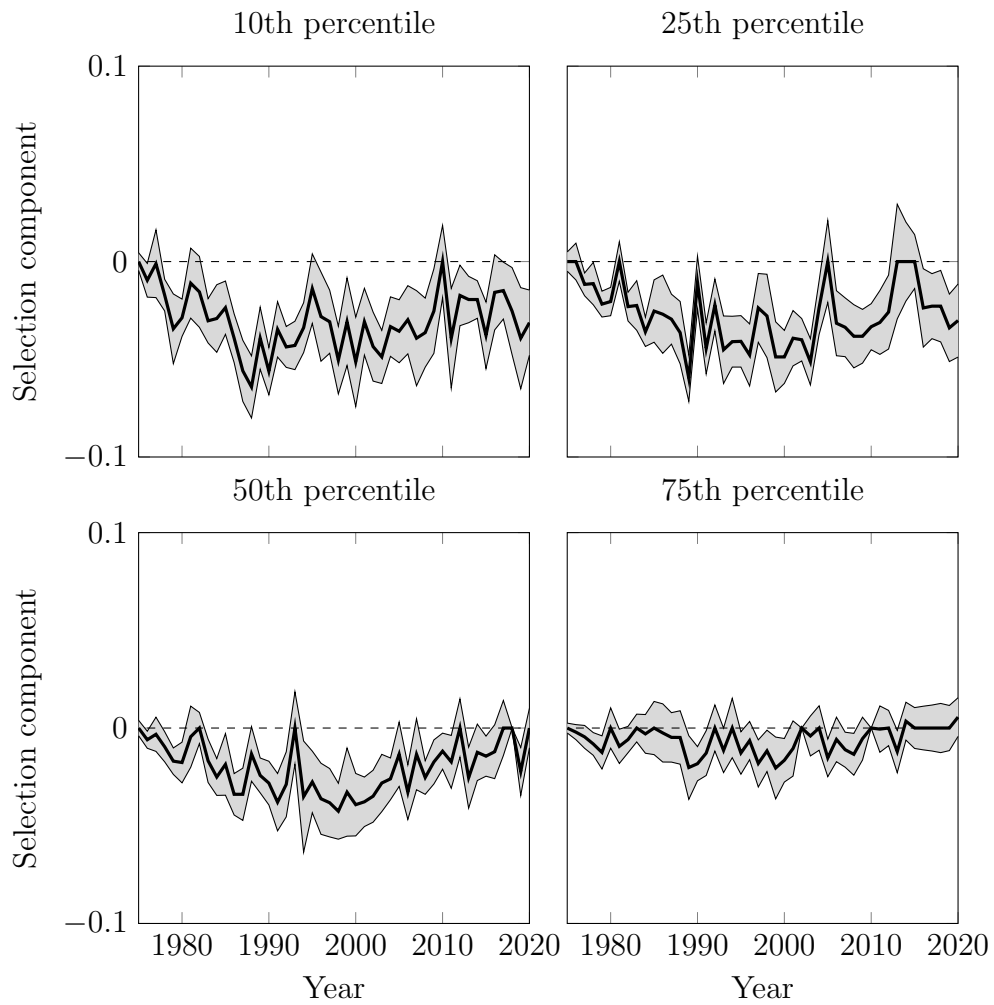 10th percentile
25th percentile
0.1
0
−0.1
Selection component
50th percentile
75th percentile
0.1
0
−0.1
Selection component
1980 1990 2000 2010 2020
1980 1990 2000 2010 2020
Year
Year